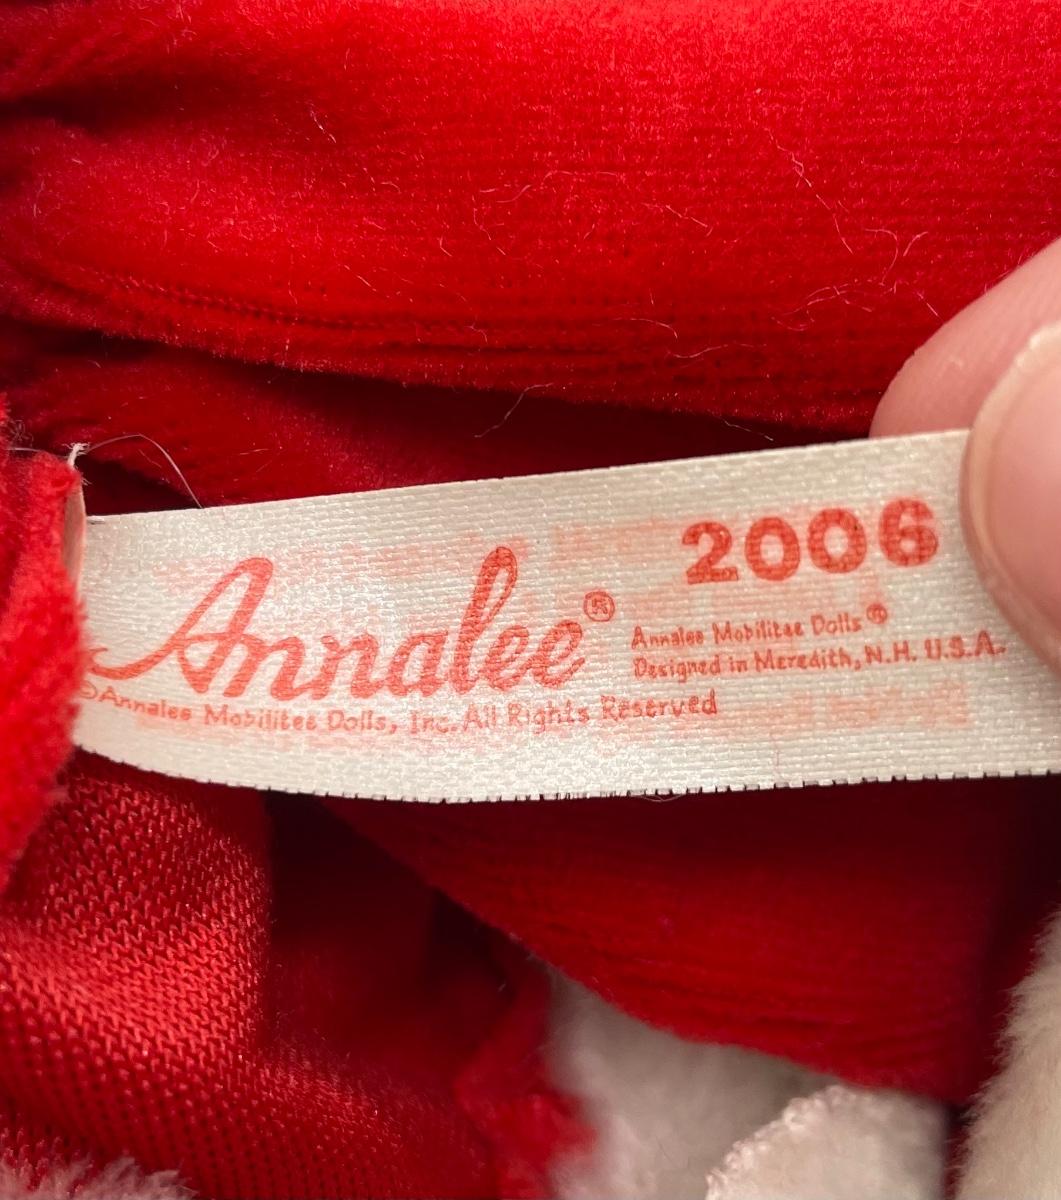 2006
Annalee®
Annalee Mobilitee Dolls®
Designed in Meredith, N.H. U.S.A.
©Annalee Mobilitee Dolls, Inc. All Rights Reserved